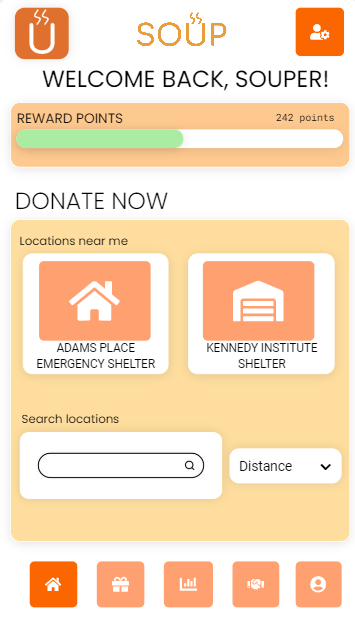 U
SOUP
WELCOME BACK, SOUPER!
REWARD POINTS
242 points
DONATE NOW
Locations near me
ADAMS PLACE
EMERGENCY SHELTER
KENNEDY INSTITUTE
SHELTER
Search locations
Distance